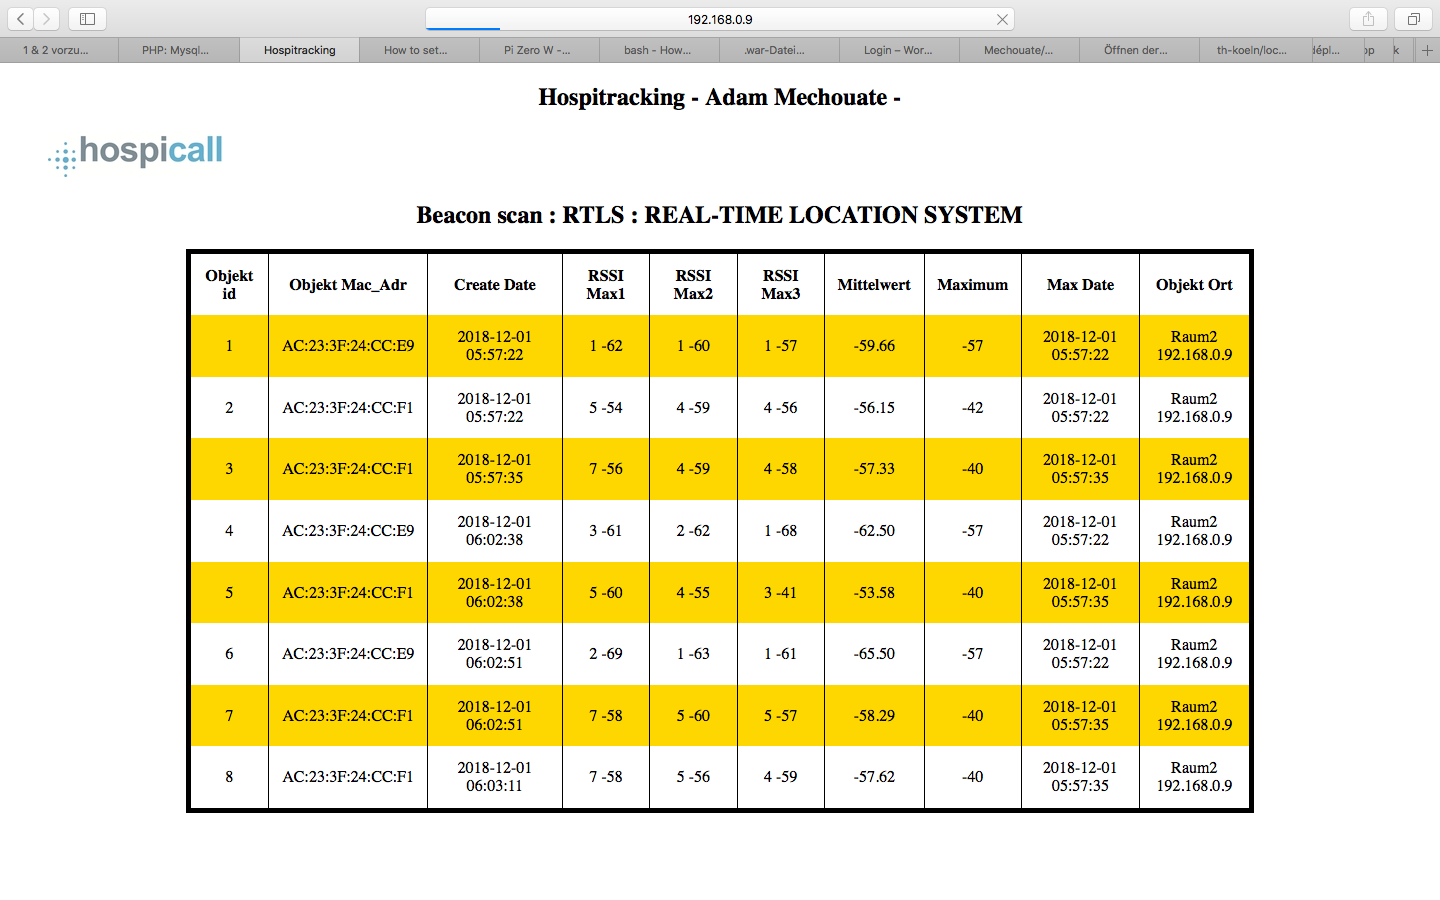 192.168.0.9
1 & 2 vorzu... PHP: Mysql... Hospitracking How to set... Pi Zero W -... bash - How... .war-Datei... Login – Wor... Mechouate/... Öffnen der... th-koeln/loc... dépl... op k
Hospitracking - Adam Mechouate -
hospicall
Beacon scan : RTLS : REAL-TIME LOCATION SYSTEM
Objekt id Objekt Mac_Adr Create Date RSSI Max1 RSSI Max2 RSSI Max3 Mittelwert Maximum Max Date Objekt Ort
1 AC:23:3F:24:CC:E9 2018-12-01 05:57:22 1 -62 1 -60 1 -57 -59.66 -57 2018-12-01 05:57:22 Raum2 192.168.0.9
2 AC:23:3F:24:CC:F1 2018-12-01 05:57:22 5 -54 4 -59 4 -56 -56.15 -42 2018-12-01 05:57:22 Raum2 192.168.0.9
3 AC:23:3F:24:CC:F1 2018-12-01 05:57:35 7 -56 4 -59 4 -58 -57.33 -40 2018-12-01 05:57:35 Raum2 192.168.0.9
4 AC:23:3F:24:CC:E9 2018-12-01 06:02:38 3 -61 2 -62 1 -68 -62.50 -57 2018-12-01 05:57:22 Raum2 192.168.0.9
5 AC:23:3F:24:CC:F1 2018-12-01 06:02:38 5 -60 4 -55 3 -41 -53.58 -40 2018-12-01 05:57:35 Raum2 192.168.0.9
6 AC:23:3F:24:CC:E9 2018-12-01 06:02:51 2 -69 1 -63 1 -61 -65.50 -57 2018-12-01 05:57:22 Raum2 192.168.0.9
7 AC:23:3F:24:CC:F1 2018-12-01 06:02:51 7 -58 5 -60 5 -57 -58.29 -40 2018-12-01 05:57:35 Raum2 192.168.0.9
8 AC:23:3F:24:CC:F1 2018-12-01 06:03:11 7 -58 5 -56 4 -59 -57.62 -40 2018-12-01 05:57:35 Raum2 192.168.0.9